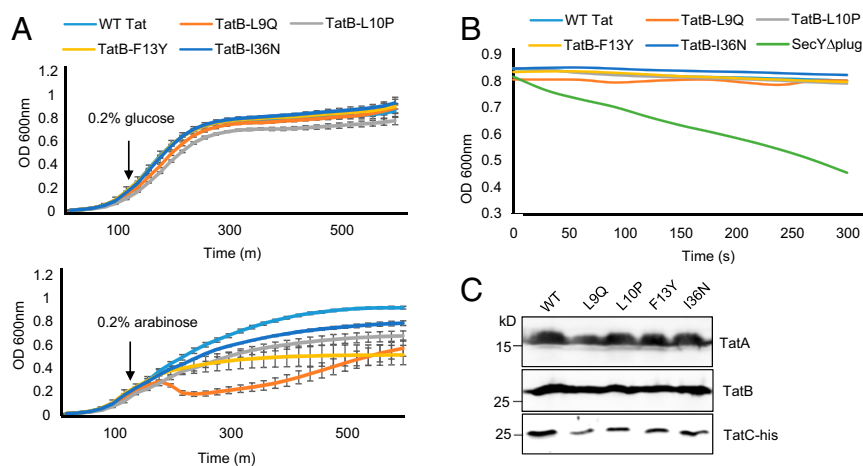 A
WT Tat TatB-L9Q TatB-L10P
TatB-F13Y TatB-I36N
OD 600nm
1.2
1
0.8
0.6
0.4
0.2
0
0.2% glucose
100 300 500
Time (m)
OD 600nm
1.2
1
0.8
0.6
0.4
0.2
0
0.2% arabinose
100 300 500
Time (m)
B
WT Tat TatB-L9Q TatB-L10P
TatB-F13Y TatB-I36N SecYΔplug
OD 600nm
0.9
0.8
0.7
0.6
0.5
0.4
0.3
0 50 100 150 200 250 300
Time (s)
C
WT L9Q L10P F13Y I36N
kD
15 TatA
25 TatB
25 TatC-his